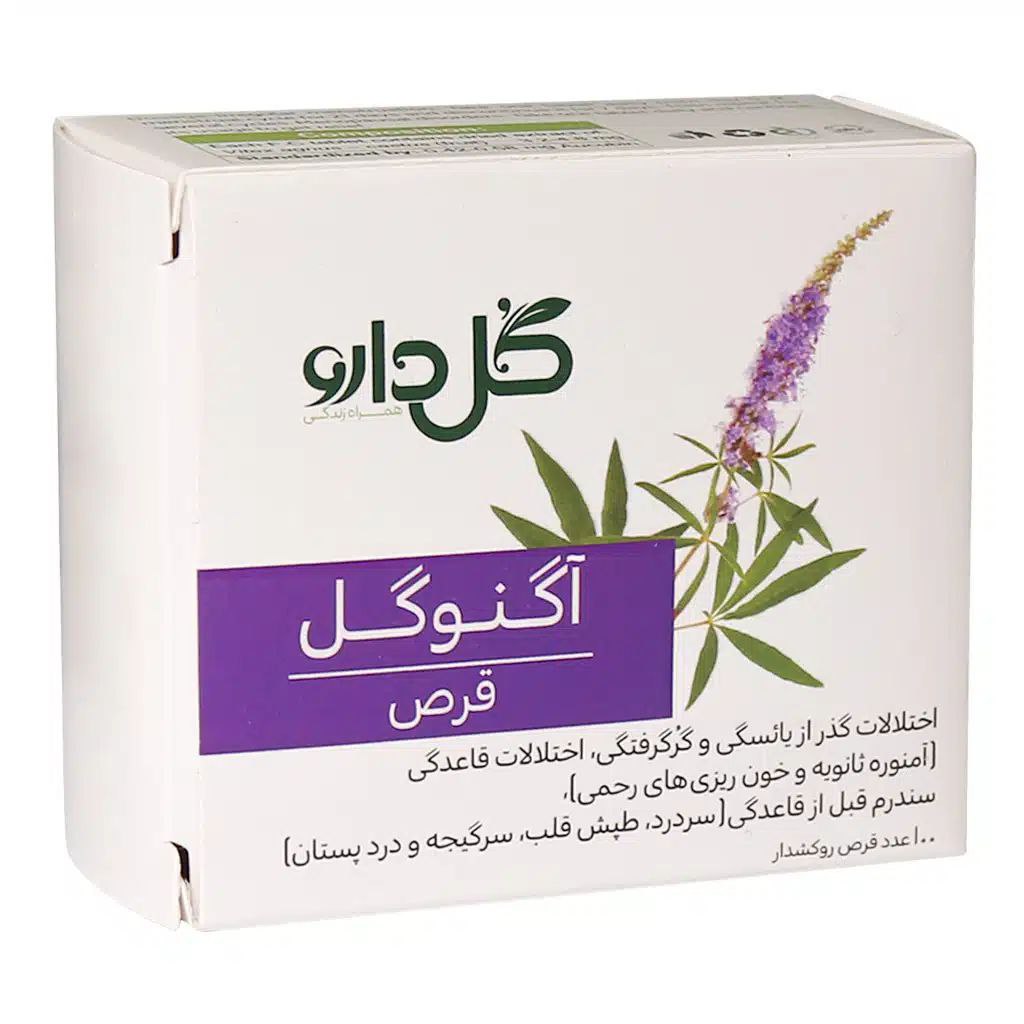 Composition:
گل دارو
همراه زندگی
آگنوگل
قرص
اختلالات گذر از یائسگی و گُرگرفتگی، اختلالات قاعدگی
(آمنوره ثانویه و خون ریزی‌های رحمی)،
سندرم قبل از قاعدگی (سردرد، طپش قلب، سرگیجه و درد پستان)
۱۰۰ عدد قرص روکشدار